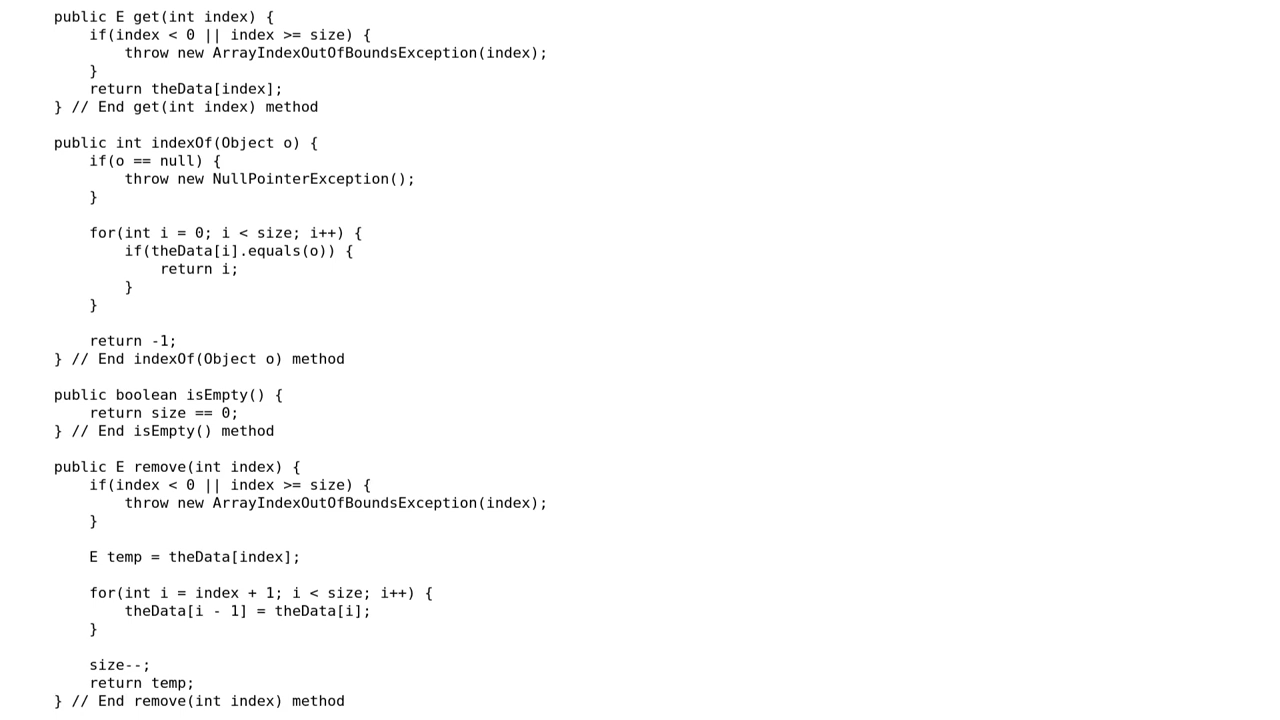 public E get(int index) {
    if(index < 0 || index >= size) {
        throw new ArrayIndexOutOfBoundsException(index);
    }
    return theData[index];
} // End get(int index) method

public int indexOf(Object o) {
    if(o == null) {
        throw new NullPointerException();
    }

    for(int i = 0; i < size; i++) {
        if(theData[i].equals(o)) {
            return i;
        }
    }

    return -1;
} // End indexOf(Object o) method

public boolean isEmpty() {
    return size == 0;
} // End isEmpty() method

public E remove(int index) {
    if(index < 0 || index >= size) {
        throw new ArrayIndexOutOfBoundsException(index);
    }

    E temp = theData[index];

    for(int i = index + 1; i < size; i++) {
        theData[i - 1] = theData[i];
    }

    size--;
    return temp;
} // End remove(int index) method